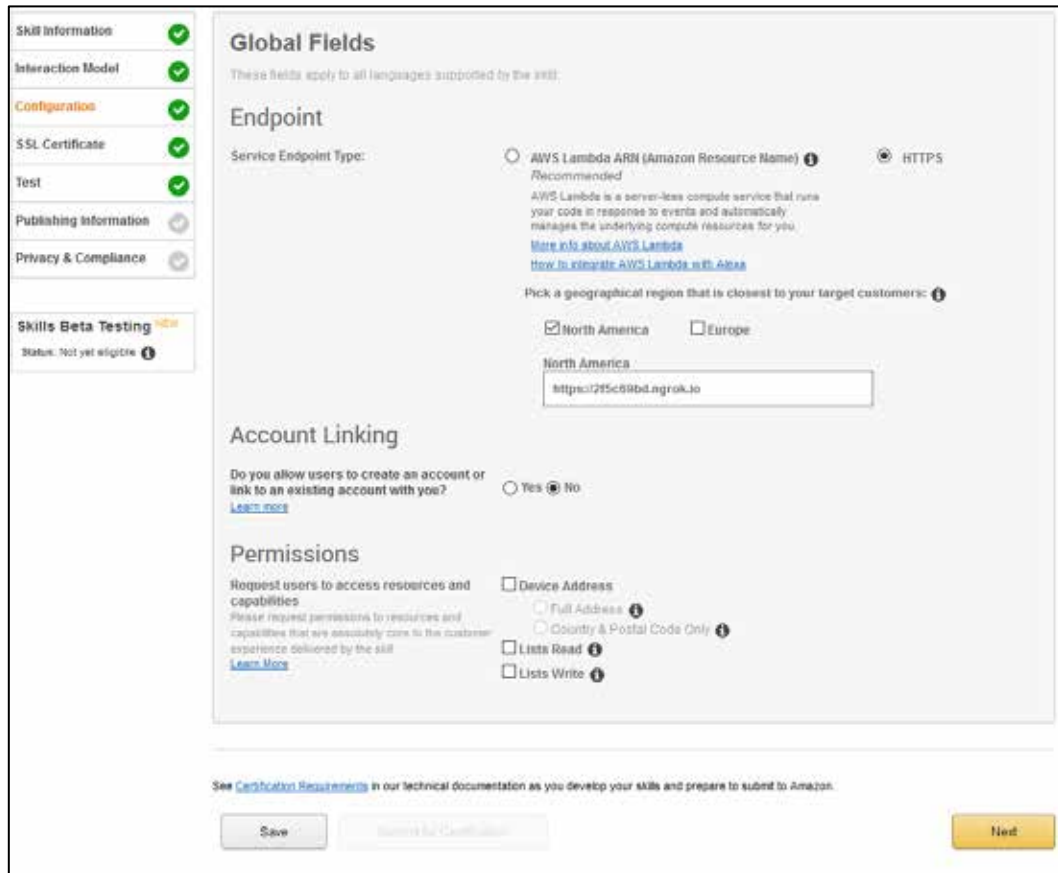 Skill Information
Interaction Model
Configuration
SSL Certificate
Test
Publishing Information
Privacy & Compliance
Skills Beta Testing NEW
Status: Not yet eligible
Global Fields
These fields apply to all languages supported by the skill.
Endpoint
Service Endpoint Type:
AWS Lambda ARN (Amazon Resource Name)
HTTPS
Recommended
AWS Lambda is a server-less compute service that runs
your code in response to events and automatically
manages the underlying compute resources for you.
More info about AWS Lambda
How to integrate AWS Lambda with Alexa
Pick a geographical region that is closest to your target customers:
North America
Europe
North America
https://2f5c69bd.ngrok.io
Account Linking
Do you allow users to create an account or
link to an existing account with you?
Yes No
Learn more
Permissions
Request users to access resources and
capabilities
Please request permissions to resources and
capabilities that are absolutely core to the customer
experience delivered by the skill
Learn More
Device Address
Full Address
Country & Postal Code Only
Lists Read
Lists Write
See Certification Requirements in our technical documentation as you develop your skills and prepare to submit to Amazon.
Save
Submit for Certification
Next